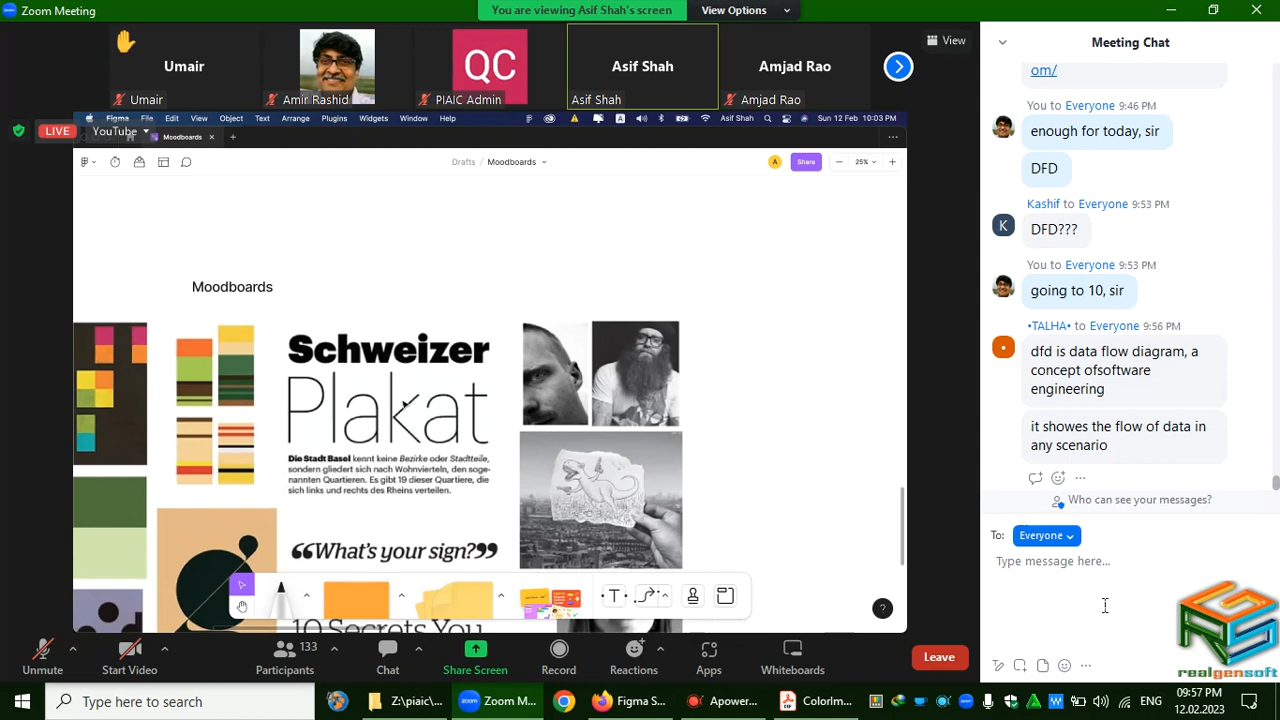 Zoom Meeting
You are viewing Asif Shah's screen
View Options
Umair
Umair
Amir Rashid
QC
PIAIC Admin
Asif Shah
Asif Shah
Amjad Rao
Amjad Rao
View
LIVE
YouTube
Figma File Edit View Object Text Arrange Plugins Widgets Window Help
Asif Shah
Sun 12 Feb 10:03 PM
Moodboards
Drafts / Moodboards
A
Share
25%
Moodboards
Schweizer
Plakat
Die Stadt Basel kennt keine Bezirke oder Stadtteile,
sondern gliedert sich nach Wohnvierteln, den soge-
nannten Quartieren. Es gibt 19 dieser Quartiere, die
sich links und rechts des Rheins verteilen.
“What's your sign?”
10 Secrets You
T
?
Unmute
Start Video
133
Participants
Chat
Share Screen
Record
Reactions
Apps
Whiteboards
Leave
Meeting Chat
om/
You to Everyone 9:46 PM
enough for today, sir
DFD
Kashif to Everyone 9:53 PM
K
DFD???
You to Everyone 9:53 PM
going to 10, sir
•TALHA• to Everyone 9:56 PM
dfd is data flow diagram, a
concept ofsoftware
engineering
it showes the flow of data in
any scenario
Who can see your messages?
To: Everyone
Type message here...
realgensoft
Type here to search
Z:\piaic\...
Zoom M...
Figma S...
Apower...
ColorIm...
ENG
09:57 PM
12.02.2023